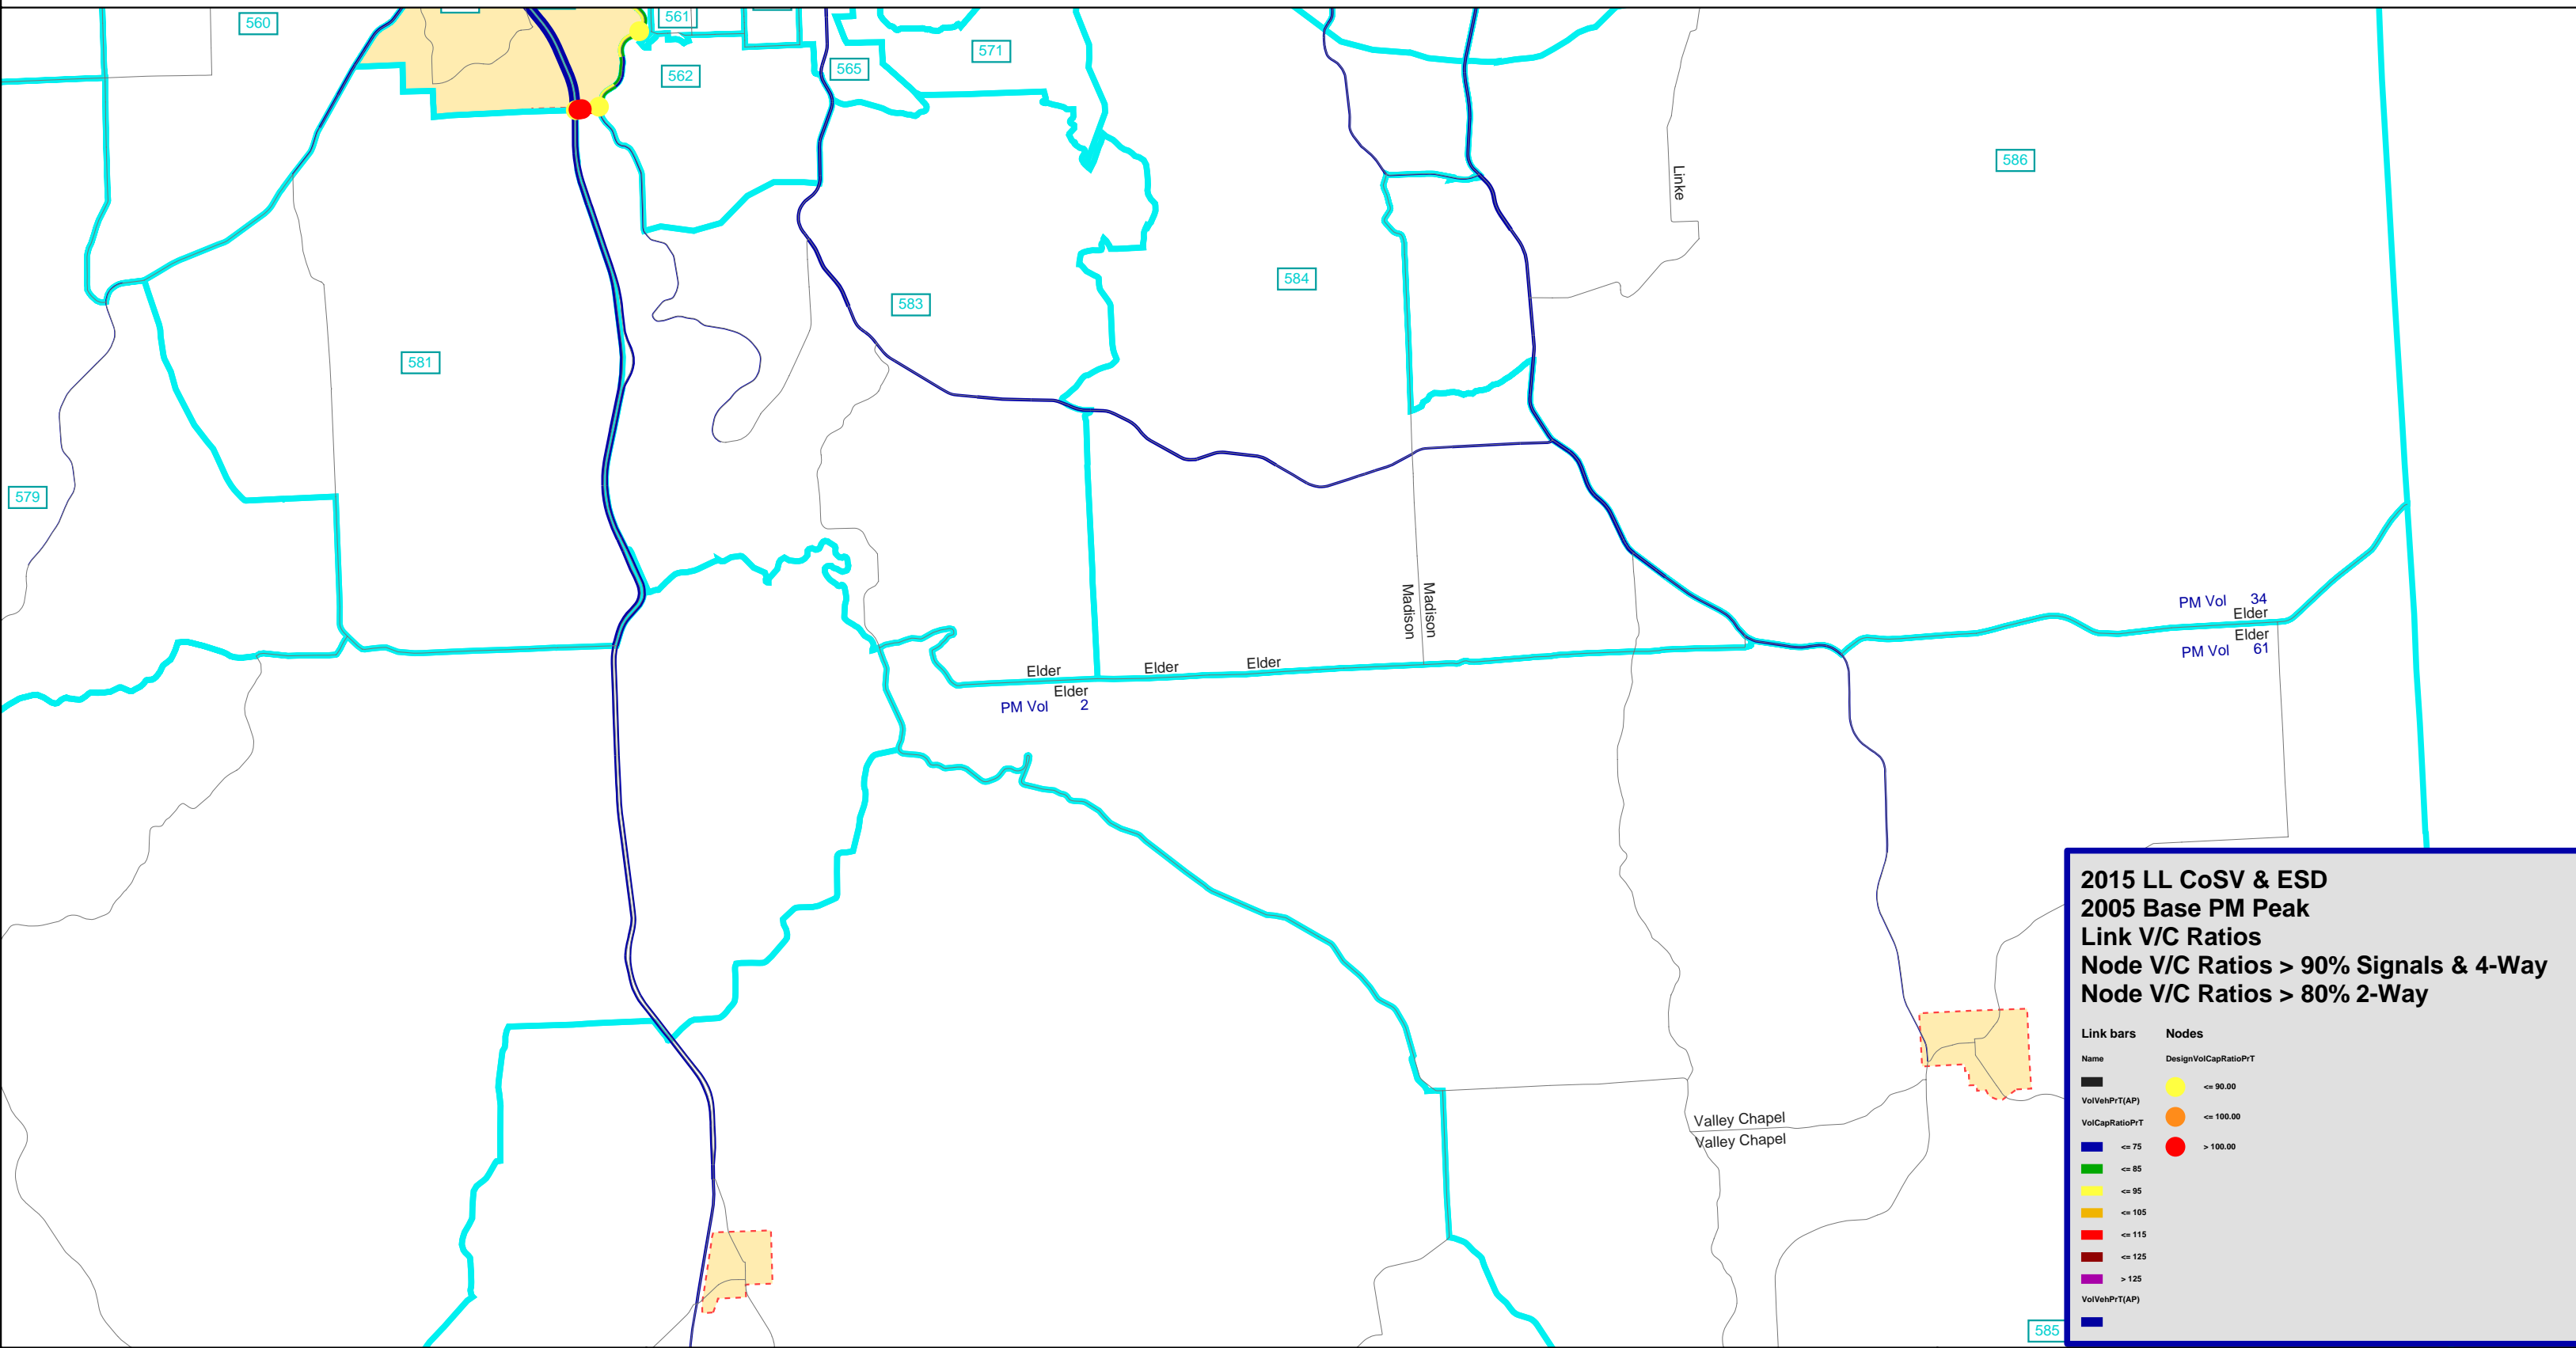 560
561
562
565
571
586
Linke
584
583
581
579
Madison
Madison
PM Vol 34
Elder
Elder
PM Vol 61
Elder
Elder
Elder
Elder
PM Vol 2
Valley Chapel
Valley Chapel
585
2015 LL CoSV & ESD
2005 Base PM Peak
Link V/C Ratios
Node V/C Ratios > 90% Signals & 4-Way
Node V/C Ratios > 80% 2-Way
Link bars
Nodes
Name
DesignVolCapRatioPrT
<= 90.00
VolVehPrT(AP)
<= 100.00
VolCapRatioPrT
<= 75
> 100.00
<= 85
<= 95
<= 105
<= 115
<= 125
> 125
VolVehPrT(AP)